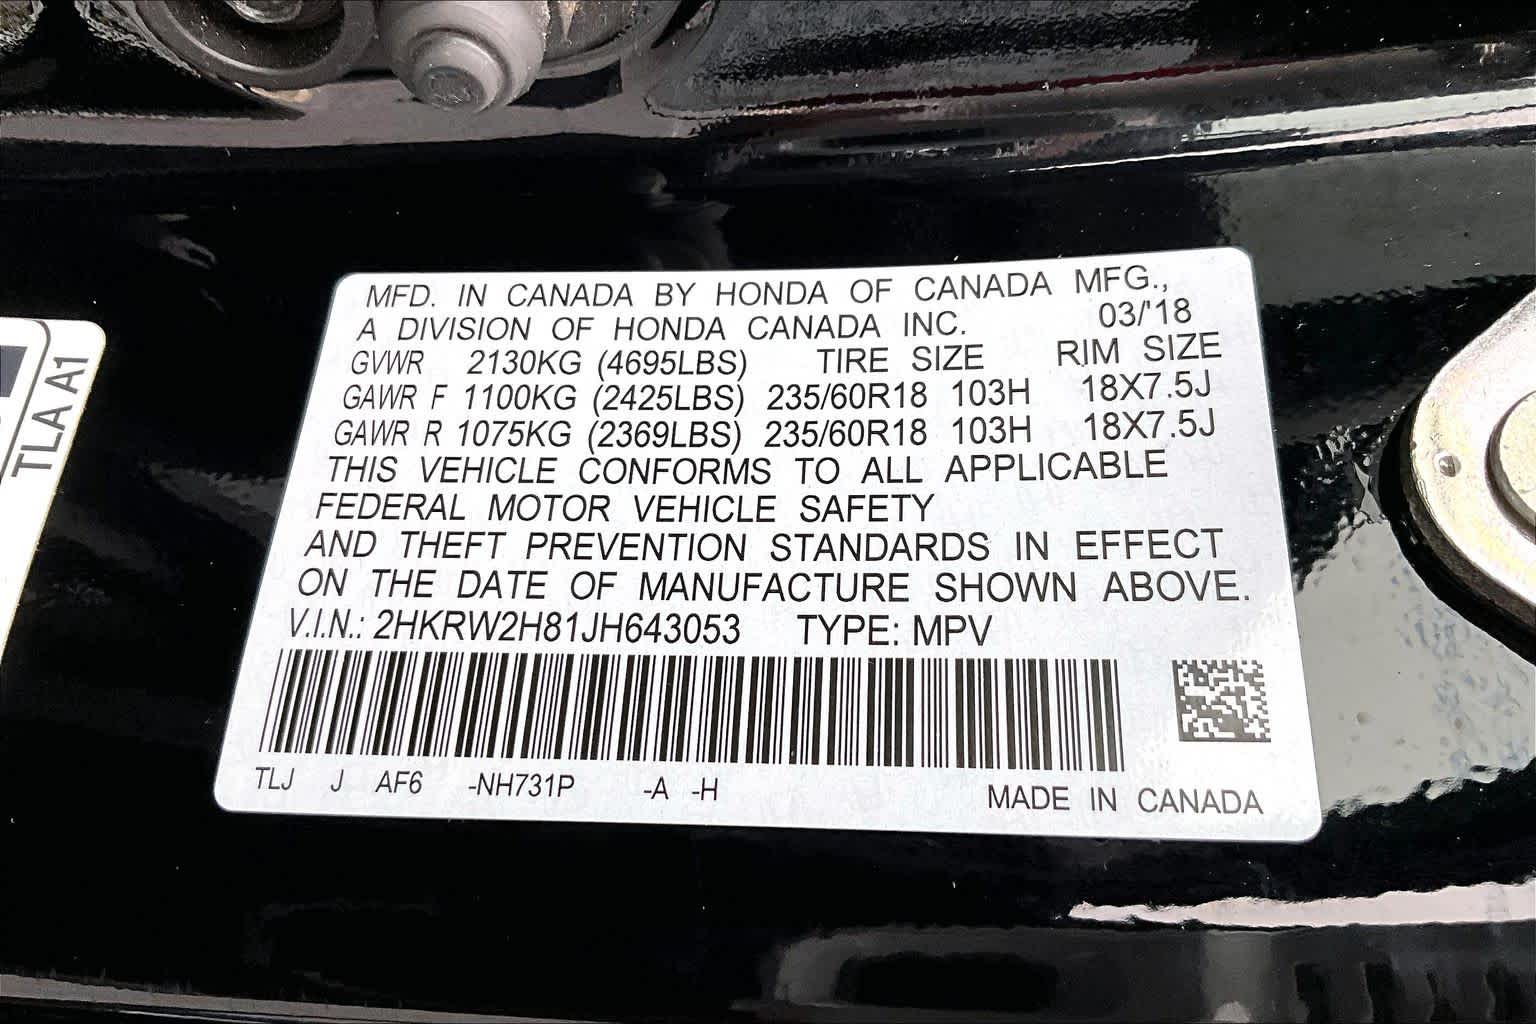 MFD. IN CANADA BY HONDA OF CANADA MFG.,
A DIVISION OF HONDA CANADA INC. 03/'18
GVWR 2130KG (4695LBS) TIRE SIZE RIM SIZE
GAWR F 1100KG (2425LBS) 235/60R18 103H 18X7.5J
GAWR R 1075KG (2369LBS) 235/60R18 103H 18X7.5J
THIS VEHICLE CONFORMS TO ALL APPLICABLE
FEDERAL MOTOR VEHICLE SAFETY
AND THEFT PREVENTION STANDARDS IN EFFECT
ON THE DATE OF MANUFACTURE SHOWN ABOVE.
V.I.N.: 2HKRW2H81JH643053 TYPE: MPV
TLJ J AF6 -NH731P -A -H MADE IN CANADA
TLA A1